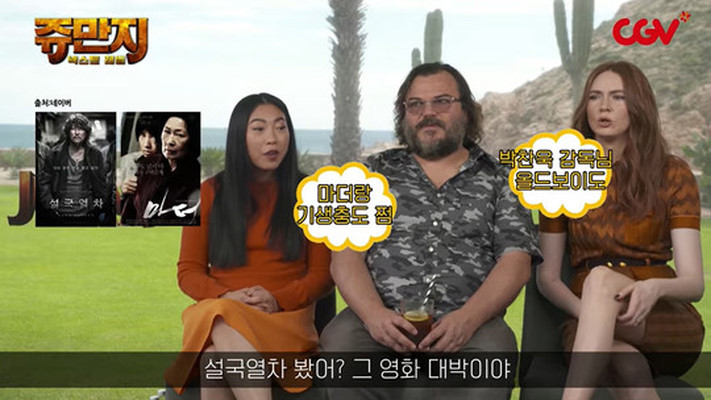 쥬만지
넥스트 레벨
CGV
출처:네이버
설국열차
마더
J
마더랑
기생충도 쩜
박찬욱 감독님
올드보이도
설국열차 봤어? 그 영화 대박이야